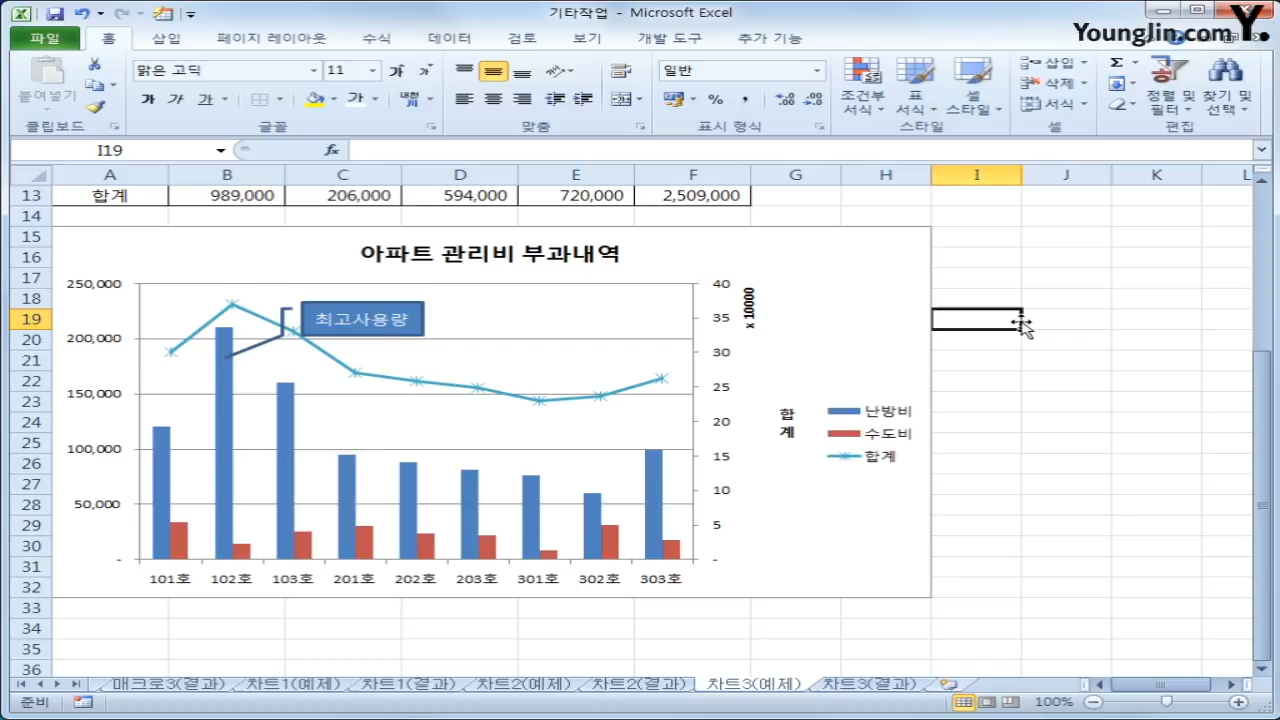 기타작업 - Microsoft Excel
Younglin.com Y.
파일 홈 삽입 페이지 레이아웃 수식 데이터 검토 보기 개발 도구 추가 기능
붙여넣기
맑은 고딕 11 가 가
가 가 가 가 내천
일반
% ,
조건부 서식
표 서식
셀 스타일
삽입
삭제
서식
Σ
정렬 및 필터
찾기 및 선택
클립보드 글꼴 맞춤 표시 형식 스타일 셀 편집
I19 fx
A B C D E F G H I J K L
13 합계 989,000 206,000 594,000 720,000 2,509,000
14
15
16
17
18
19
20
21
22
23
24
25
26
27
28
29
30
31
32
33
34
35
36
아파트 관리비 부과내역
250,000
200,000
150,000
100,000
50,000
-
최고사용량
40
35
30
25
20
15
10
5
-
x 10000
합계
난방비
수도비
합계
101호 102호 103호 201호 202호 203호 301호 302호 303호
매크로3(결과) 차트1(예제) 차트1(결과) 차트2(예제) 차트2(결과) 차트3(예제) 차트3(결과)
준비 100%